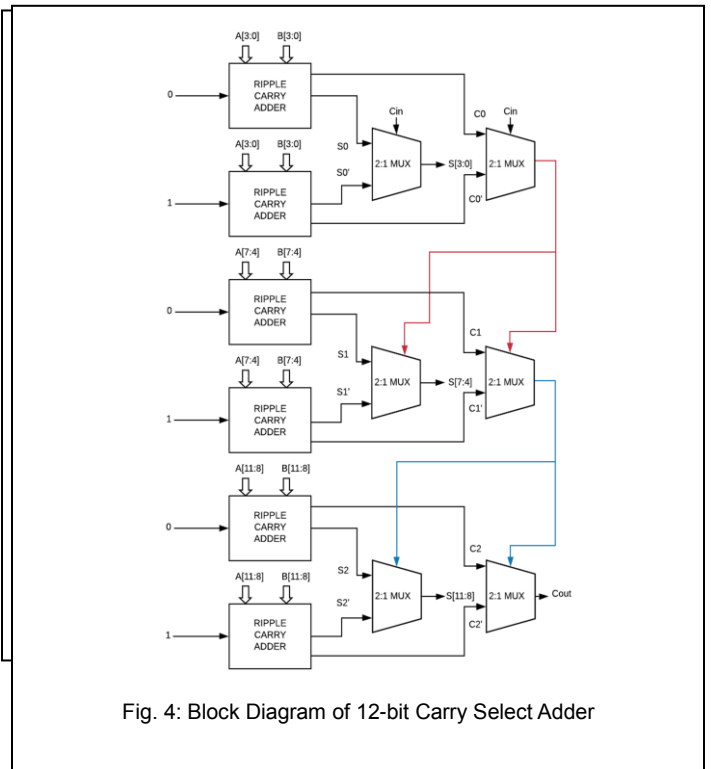 A[3:0] B[3:0]
RIPPLE
CARRY
ADDER
0
C0
Cin
Cin
S0
2:1 MUX
S[3:0]
2:1 MUX
A[3:0] B[3:0]
S0'
RIPPLE
CARRY
ADDER
1
C0'
A[7:4] B[7:4]
RIPPLE
CARRY
ADDER
0
C1
S1
2:1 MUX
S[7:4]
2:1 MUX
A[7:4] B[7:4]
S1'
C1'
RIPPLE
CARRY
ADDER
1
A[11:8] B[11:8]
RIPPLE
CARRY
ADDER
0
C2
S2
2:1 MUX
S[11:8]
2:1 MUX
Cout
A[11:8] B[11:8]
S2'
C2'
RIPPLE
CARRY
ADDER
1
Fig. 4: Block Diagram of 12-bit Carry Select Adder